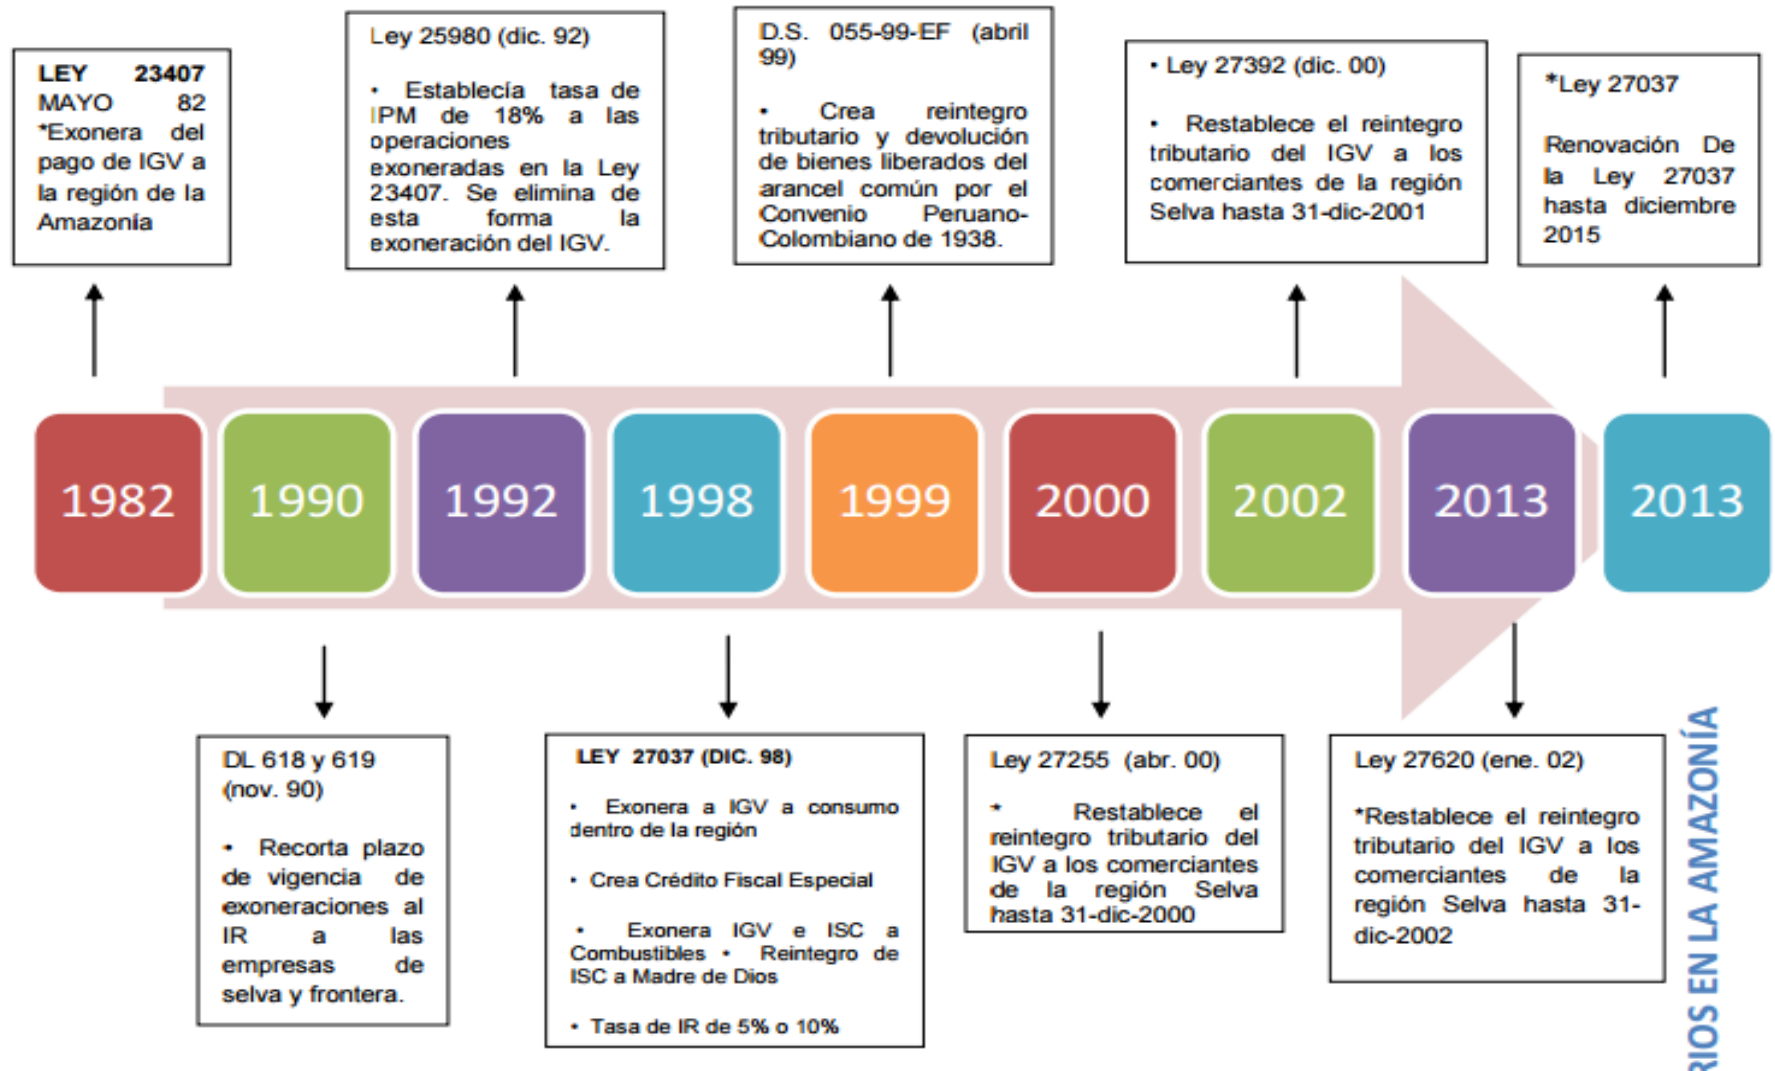 LEY 23407
MAYO 82
*Exonera del
pago de IGV a
la región de la
Amazonía
Ley 25980 (dic. 92)
• Establecía tasa de
IPM de 18% a las
operaciones
exoneradas en la Ley
23407. Se elimina de
esta forma la
exoneración del IGV.
D.S. 055-99-EF (abril
99)
• Crea reintegro
tributario y devolución
de bienes liberados del
arancel común por el
Convenio Peruano-
Colombiano de 1938.
• Ley 27392 (dic. 00)
• Restablece el reintegro
tributario del IGV a los
comerciantes de la región
Selva hasta 31-dic-2001
*Ley 27037
Renovación De
la Ley 27037
hasta diciembre
2015
1982
1990
1992
1998
1999
2000
2002
2013
2013
DL 618 y 619
(nov. 90)
• Recorta plazo
de vigencia de
exoneraciones al
IR a las
empresas de
selva y frontera.
LEY 27037 (DIC. 98)
• Exonera a IGV a consumo
dentro de la región
• Crea Crédito Fiscal Especial
• Exonera IGV e ISC a
Combustibles • Reintegro de
ISC a Madre de Dios
• Tasa de IR de 5% o 10%
Ley 27255 (abr. 00)
* Restablece el
reintegro tributario del
IGV a los comerciantes
de la región Selva
hasta 31-dic-2000
Ley 27620 (ene. 02)
*Restablece el reintegro
tributario del IGV a los
comerciantes de la
región Selva hasta 31-
dic-2002
RIOS EN LA AMAZONÍA